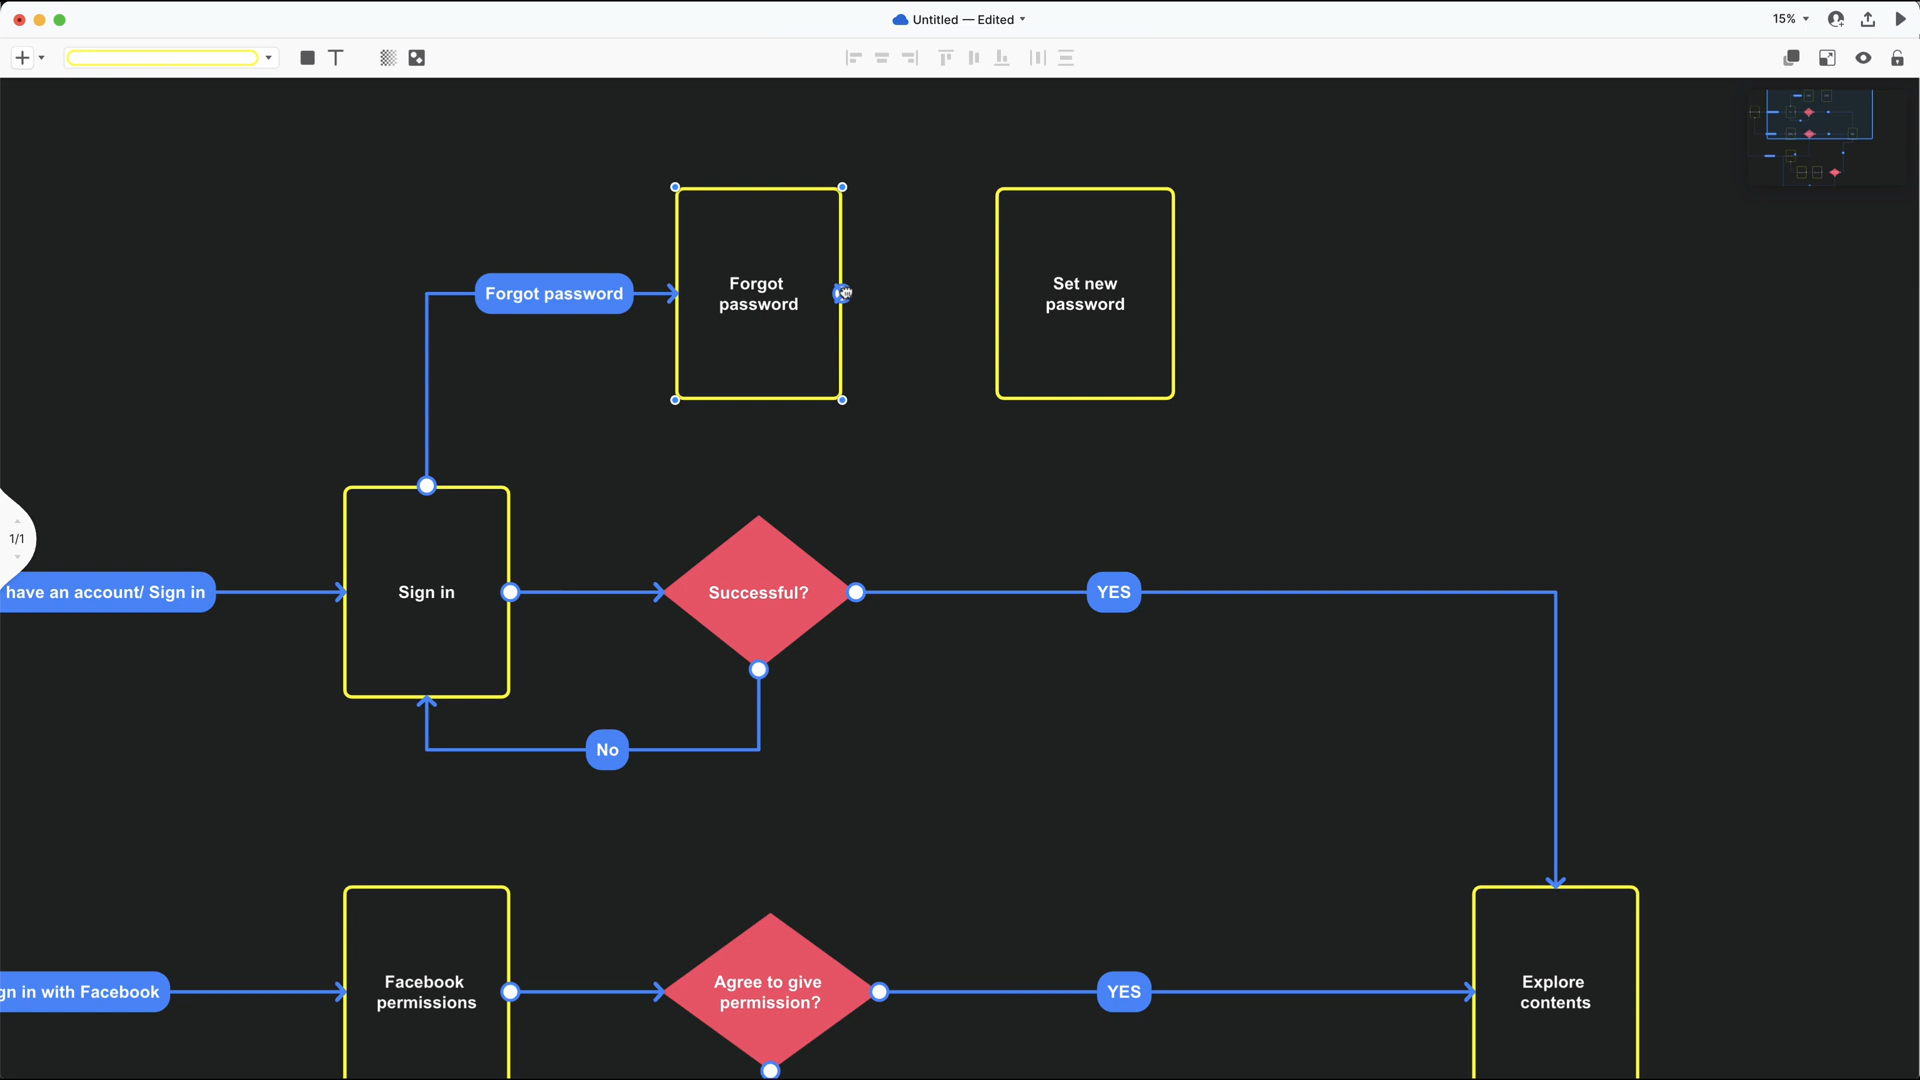 Untitled — Edited
15%
Forgot password
Forgot
password
Set new
password
1/1
have an account/ Sign in
Sign in
Successful?
YES
No
gn in with Facebook
Facebook
permissions
Agree to give
permission?
YES
Explore
contents